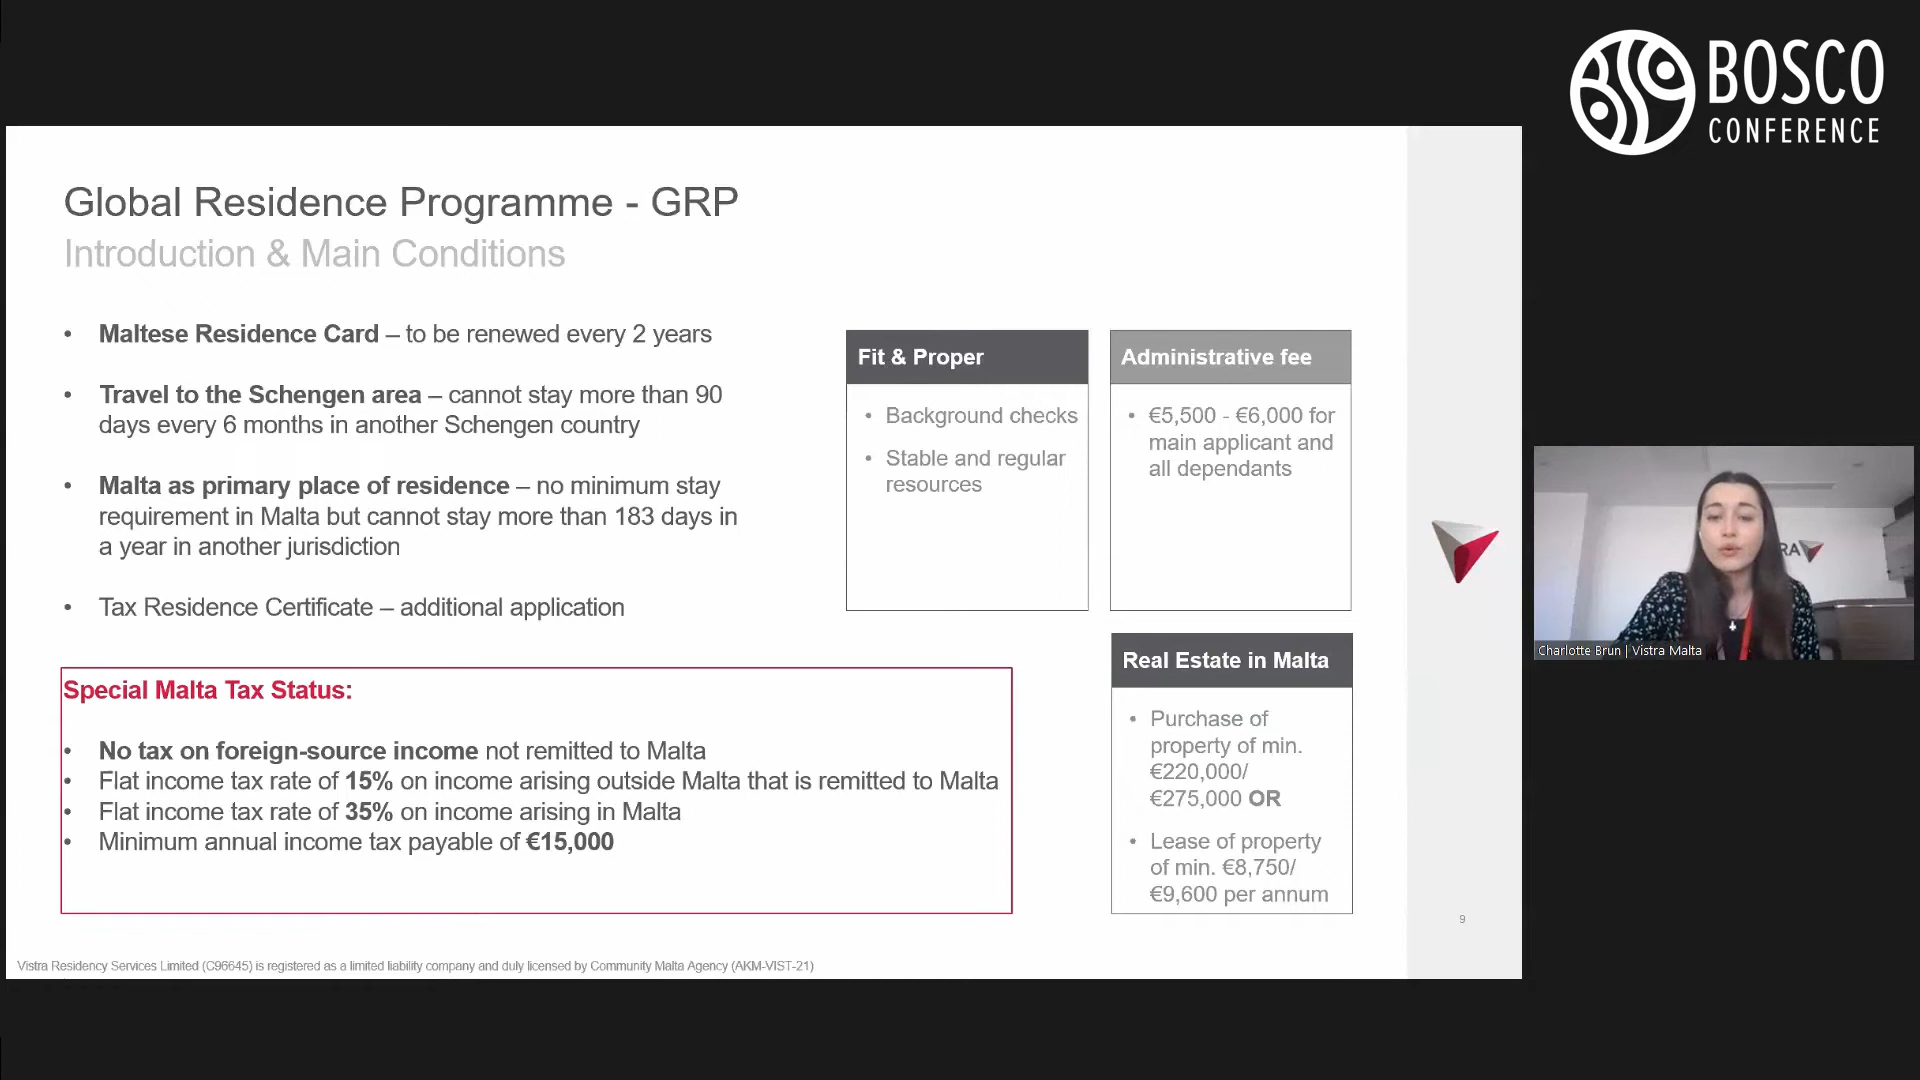 BOSCO
CONFERENCE
Global Residence Programme - GRP
Introduction & Main Conditions
• Maltese Residence Card – to be renewed every 2 years
• Travel to the Schengen area – cannot stay more than 90
days every 6 months in another Schengen country
• Malta as primary place of residence – no minimum stay
requirement in Malta but cannot stay more than 183 days in
a year in another jurisdiction
• Tax Residence Certificate – additional application
Special Malta Tax Status:
• No tax on foreign-source income not remitted to Malta
• Flat income tax rate of 15% on income arising outside Malta that is remitted to Malta
• Flat income tax rate of 35% on income arising in Malta
• Minimum annual income tax payable of €15,000
Fit & Proper
• Background checks
• Stable and regular
resources
Administrative fee
• €5,500 - €6,000 for
main applicant and
all dependants
Real Estate in Malta
• Purchase of
property of min.
€220,000/
€275,000 OR
• Lease of property
of min. €8,750/
€9,600 per annum
9
Vistra Residency Services Limited (C96645) is registered as a limited liability company and duly licensed by Community Malta Agency (AKM-VIST-21)
RA
Charlotte Brun | Vistra Malta